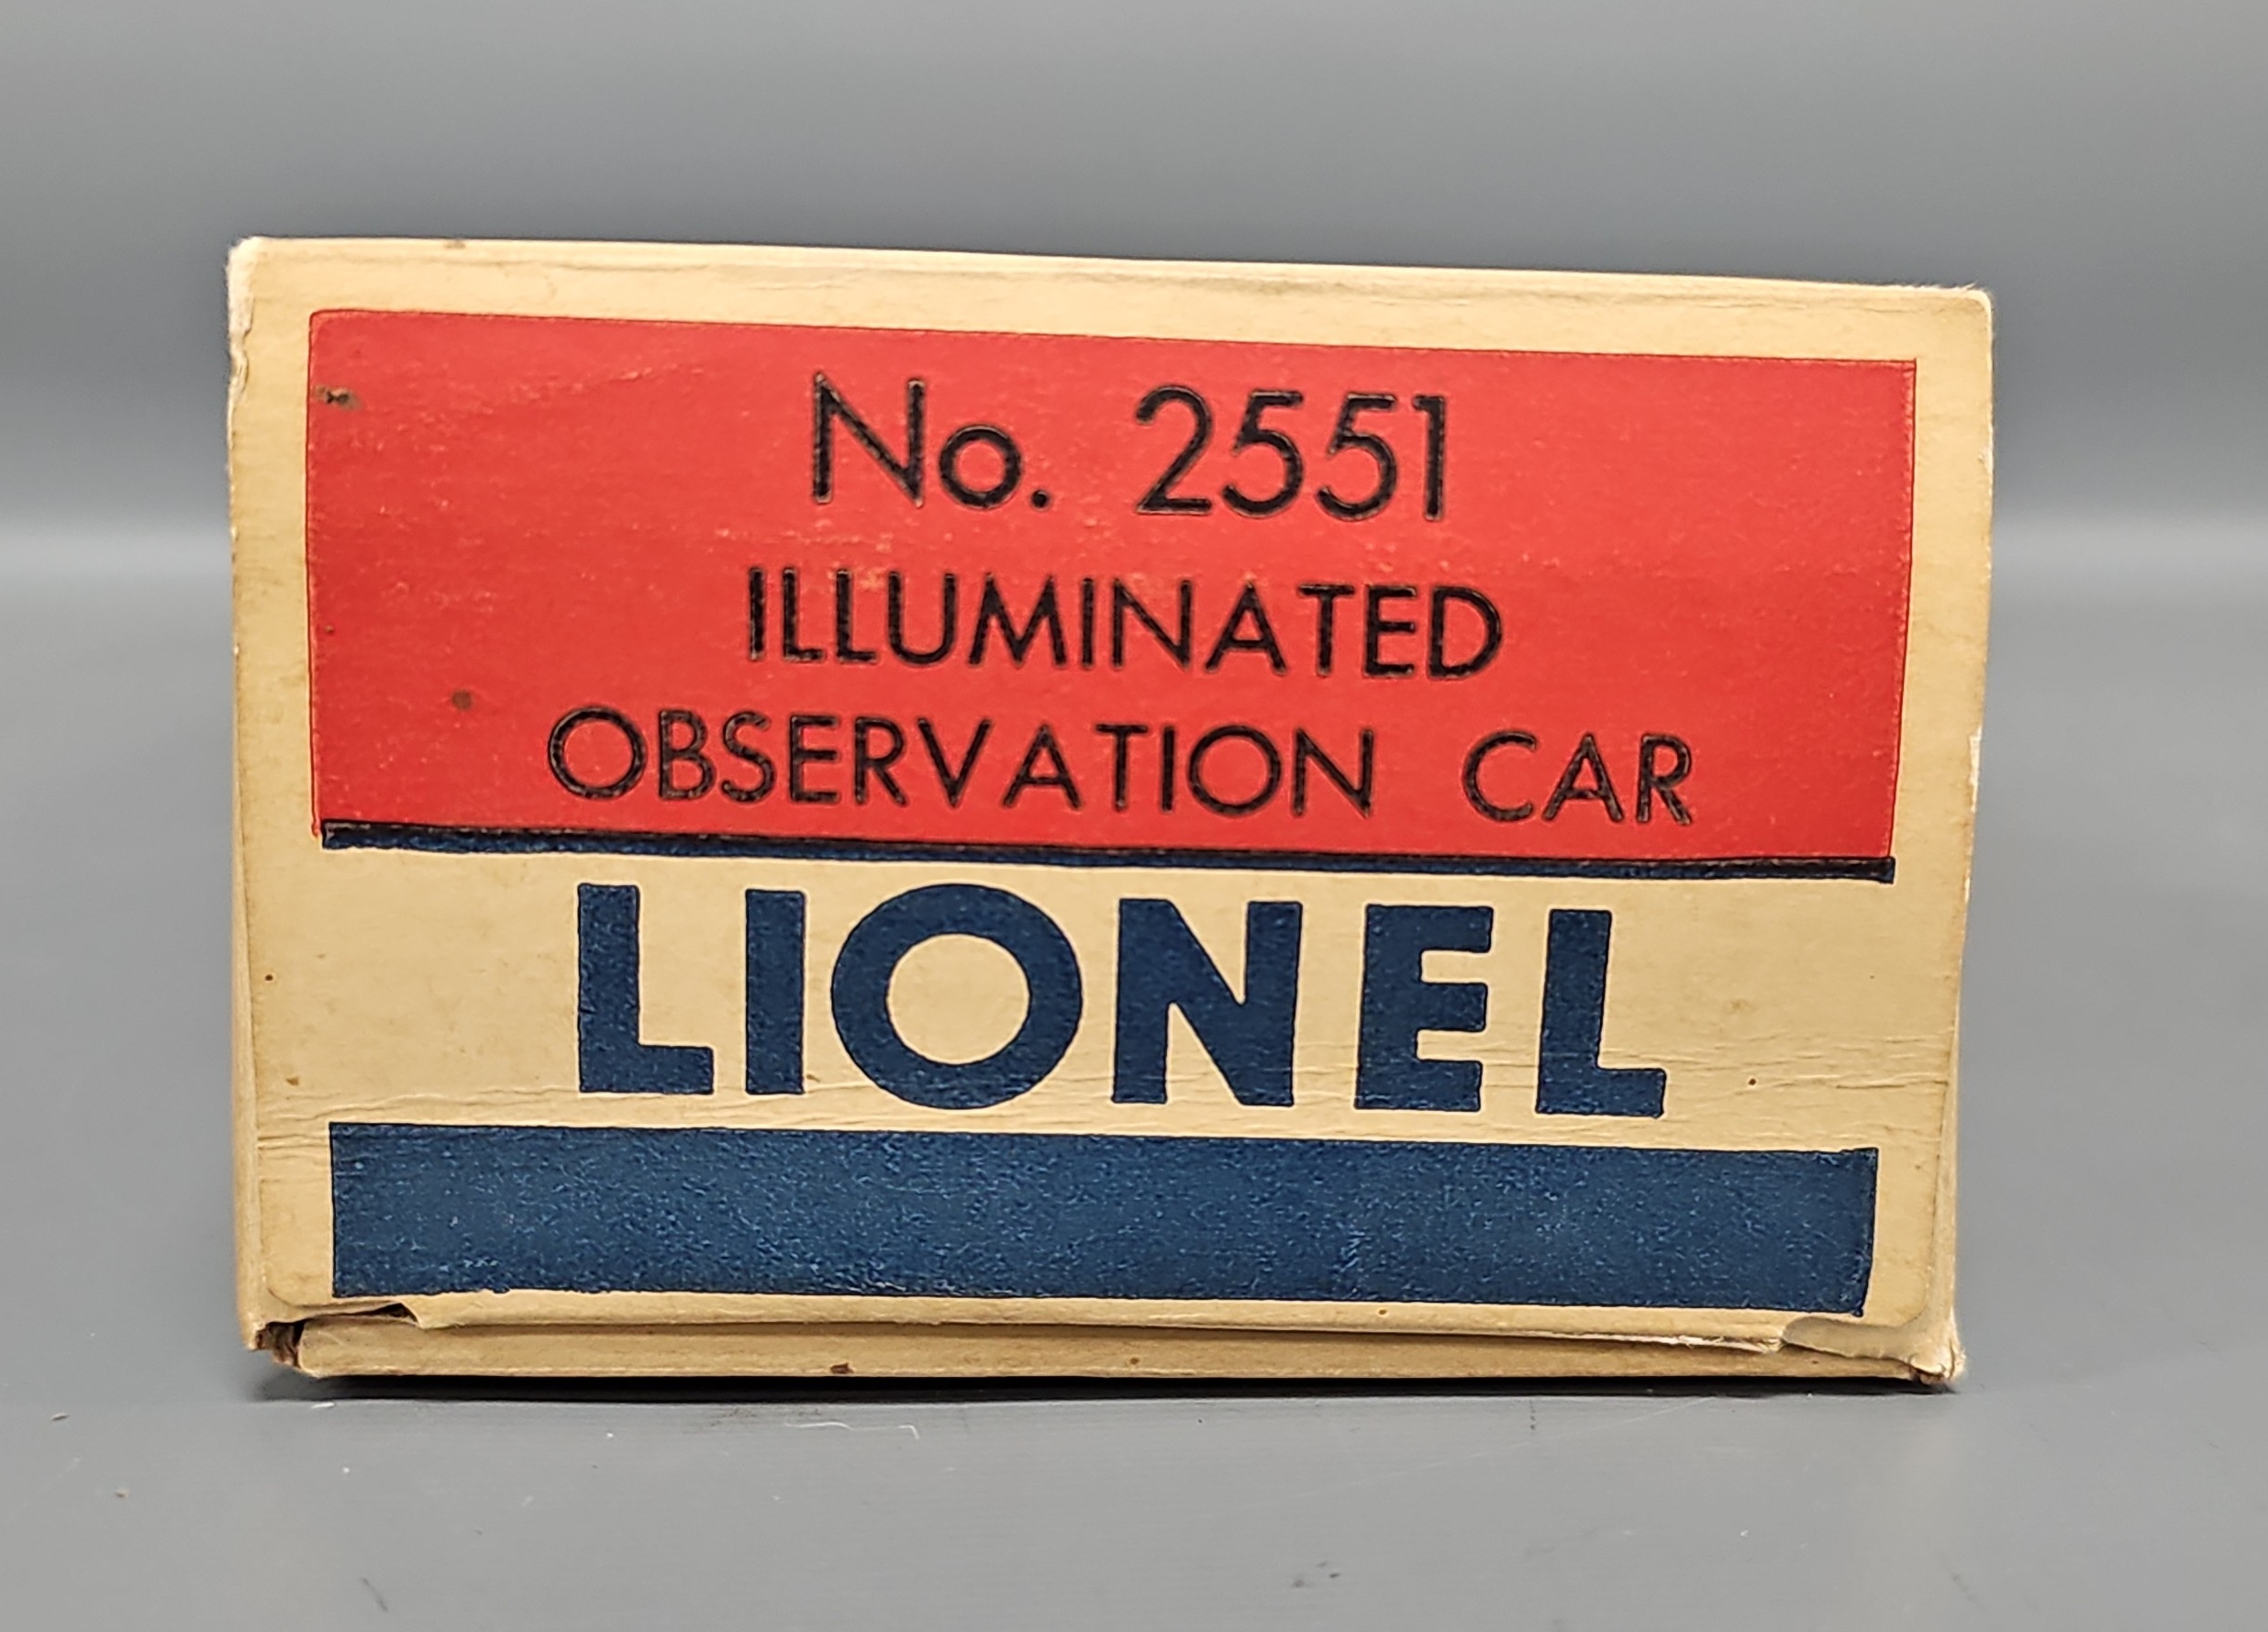 No. 2551
ILLUMINATED
OBSERVATION CAR
LIONEL